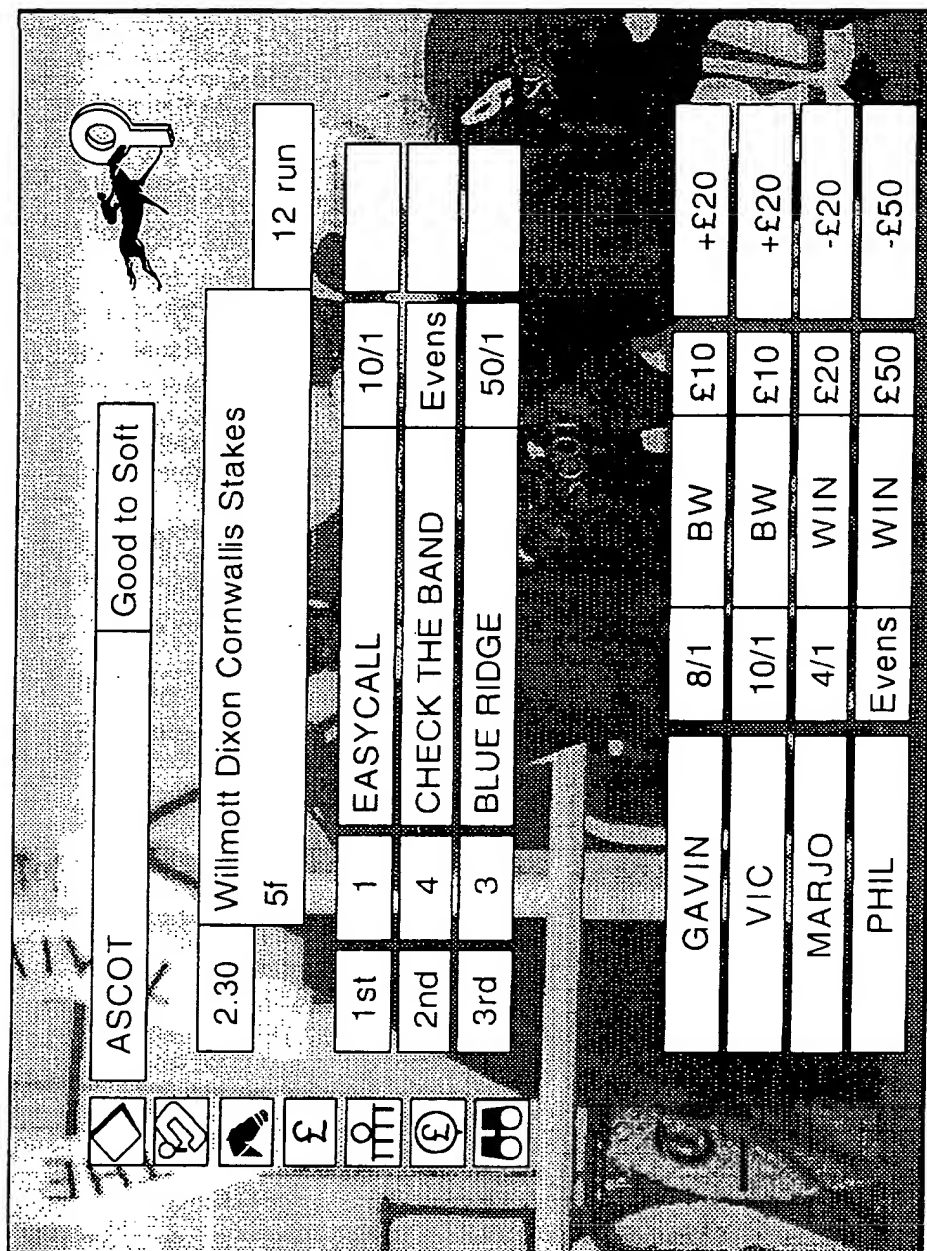 ASCOT Good to Soft
2.30 Willmott Dixon Cornwallis Stakes
5f 12 run
£
1st 1 EASYCALL 10/1
2nd 4 CHECK THE BAND Evens
£
3rd 3 BLUE RIDGE 50/1
GAVIN 8/1 BW £10 +£20
VIC 10/1 BW £10 +£20
MARJO 4/1 WIN £20 -£20
PHIL Evens WIN £50 -£50